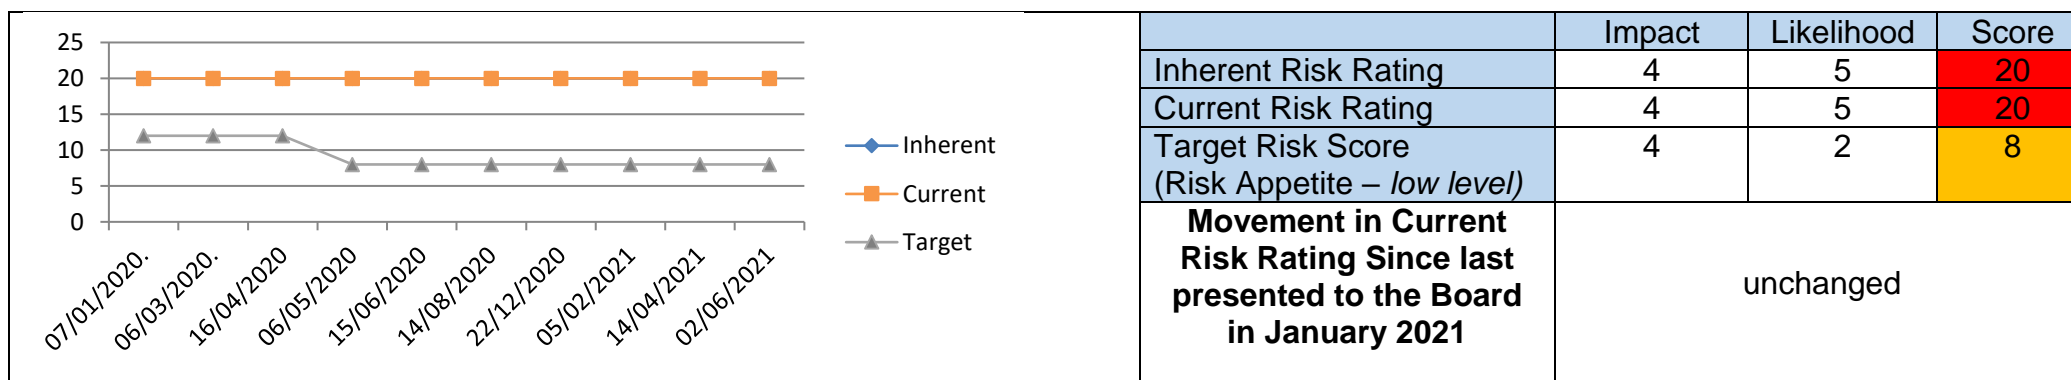 25
20
15
10
5
0
07/01/2020.
06/03/2020.
16/04/2020
06/05/2020
15/06/2020
14/08/2020
22/12/2020
05/02/2021
14/04/2021
02/06/2021
Inherent
Current
Target
Impact Likelihood Score
Inherent Risk Rating 4 5 20
Current Risk Rating 4 5 20
Target Risk Score 4 2 8
(Risk Appetite – low level)
Movement in Current
Risk Rating Since last
presented to the Board
in January 2021
unchanged